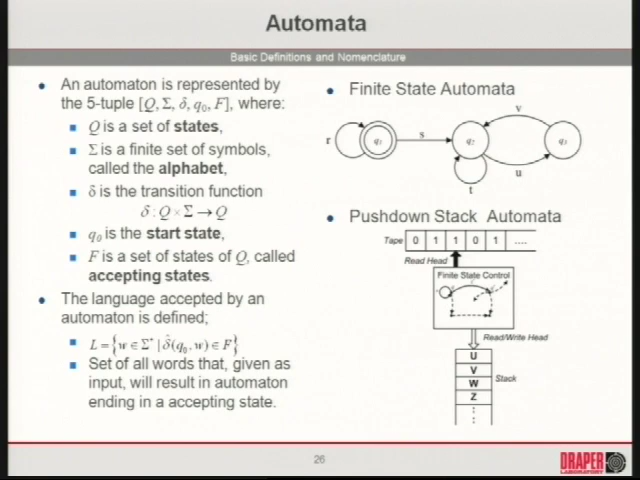 Automata
Basic Definitions and Nomenclature
An automaton is represented by
the 5-tuple [Q, Σ, δ, q₀, F], where:
Q is a set of states,
Σ is a finite set of symbols,
called the alphabet,
δ is the transition function
δ : Q × Σ → Q
q₀ is the start state,
F is a set of states of Q, called
accepting states.
The language accepted by an
automaton is defined;
L = {w ∈ Σ* | δ̂(q₀, w) ∈ F}
Set of all words that, given as
input, will result in automaton
ending in a accepting state.
Finite State Automata
r
q₁
s
q₂
t
v
u
q₃
Pushdown Stack Automata
Tape 0 1 1 0 1 ....
Read Head
Finite State Control
Read/Write Head
U
V
W
Z
Stack
26
DRAPER
LABORATORY